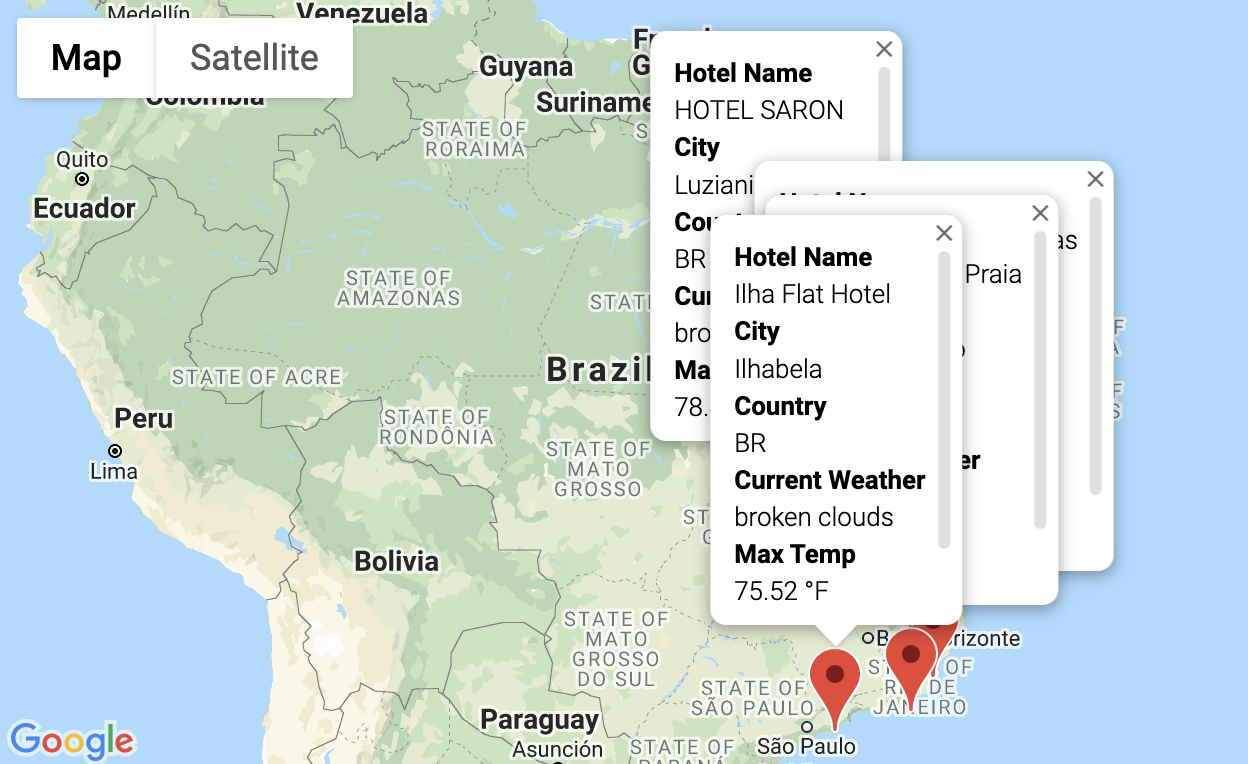 Medellín
Venezuela
Map
Satellite
Guyana
Suriname
Colombia
STATE OF
RORAIMA
Quito
Ecuador
STATE OF
AMAZONAS
STATE OF ACRE
Brazil
Peru
Lima
STATE OF
RONDÔNIA
STATE OF
MATO
GROSSO
Bolivia
STATE OF
MATO
GROSSO
DO SUL
STATE OF
SÃO PAULO
STATE OF
RIO DE
JANEIRO
Paraguay
Asunción
São Paulo
STATE OF
PARANÁ
Google
Hotel Name
HOTEL SARON
City
Luziani
Country
BR
Cur
bro
Ma
78.
Hotel N
as
Praia
er
Hotel Name
Ilha Flat Hotel
City
Ilhabela
Country
BR
Current Weather
broken clouds
Max Temp
75.52 °F